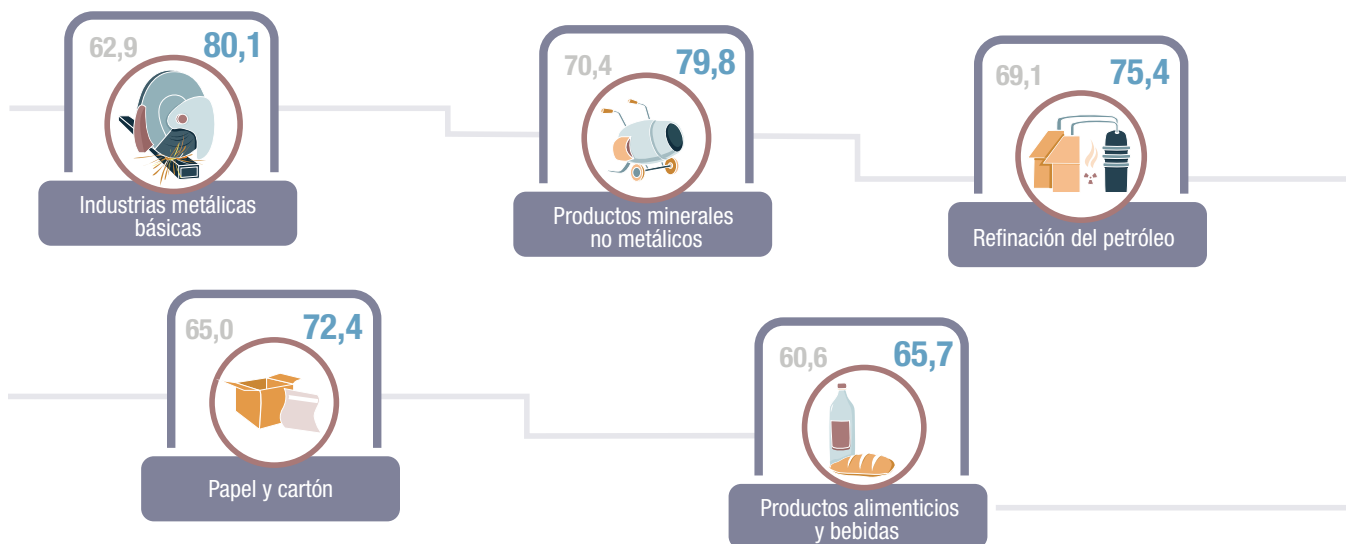 62,9 80,1
Industrias metálicas
básicas
70,4 79,8
Productos minerales
no metálicos
69,1 75,4
Refinación del petróleo
65,0 72,4
Papel y cartón
60,6 65,7
Productos alimenticios
y bebidas